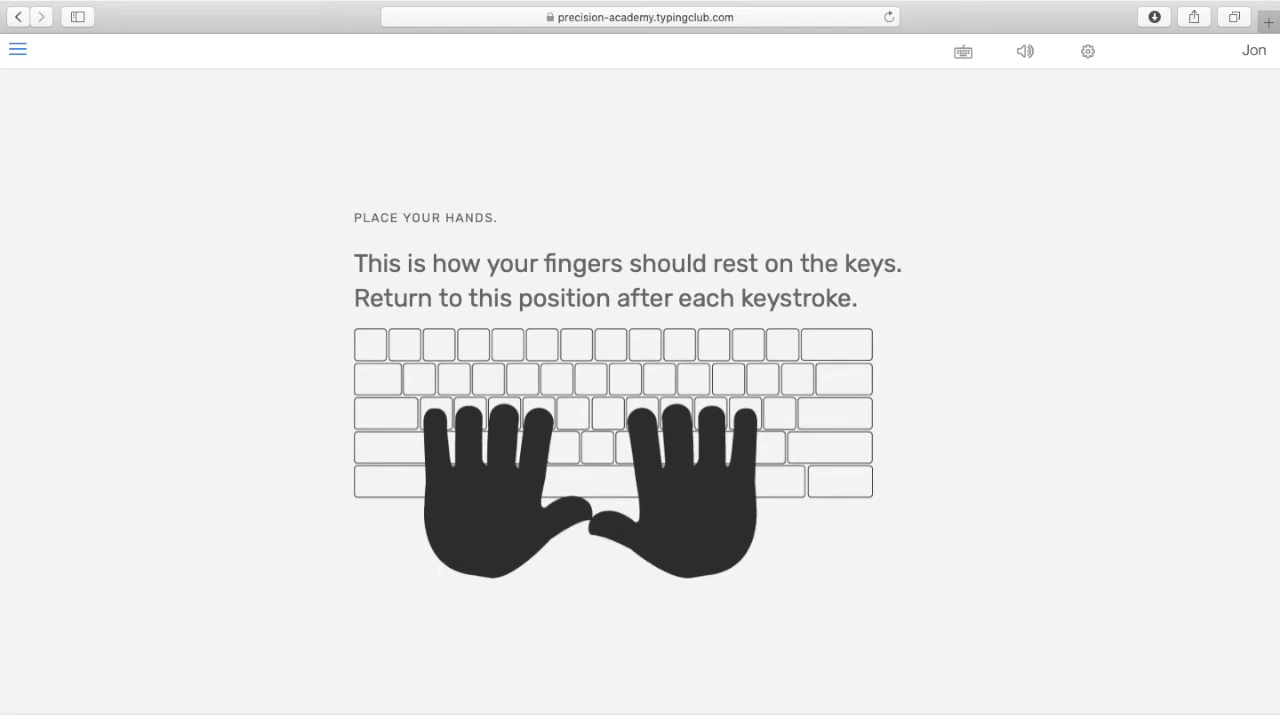 precision-academy.typingclub.com
Jon
PLACE YOUR HANDS.
This is how your fingers should rest on the keys.
Return to this position after each keystroke.